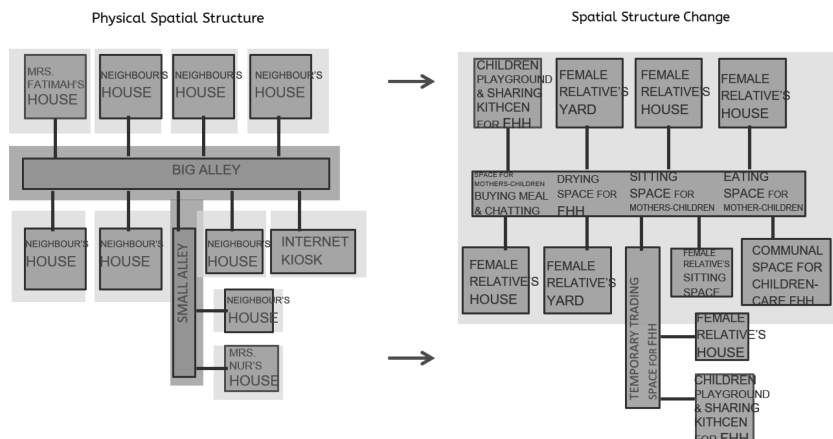 Physical Spatial Structure
MRS.
FATIMAH'S
HOUSE
NEIGHBOUR'S
HOUSE
NEIGHBOUR'S
HOUSE
NEIGHBOUR'S
HOUSE
BIG ALLEY
NEIGHBOUR'S
HOUSE
NEIGHBOUR'S
HOUSE
SMALL ALLEY
NEIGHBOUR'S
HOUSE
INTERNET
KIOSK
NEIGHBOUR'S
HOUSE
MRS.
NUR'S
HOUSE
Spatial Structure Change
CHILDREN
PLAYGROUND
& SHARING
KITHCEN
FOR FHH
FEMALE
RELATIVE'S
YARD
FEMALE
RELATIVE'S
HOUSE
FEMALE
RELATIVE'S
HOUSE
SPACE FOR
MOTHERS-CHILDREN
BUYING MEAL
& CHATTING
DRYING
SPACE FOR
FHH
SITTING
SPACE FOR
MOTHERS-CHILDREN
EATING
SPACE FOR
MOTHER-CHILDREN
FEMALE
RELATIVE'S
HOUSE
FEMALE
RELATIVE'S
YARD
TEMPORARY TRADING
SPACE FOR FHH
FEMALE
RELATIVE'S
SITTING
SPACE
COMMUNAL
SPACE FOR
CHILDREN-
CARE FHH
FEMALE
RELATIVE'S
HOUSE
CHILDREN
PLAYGROUND
& SHARING
KITHCEN
FOR FHH